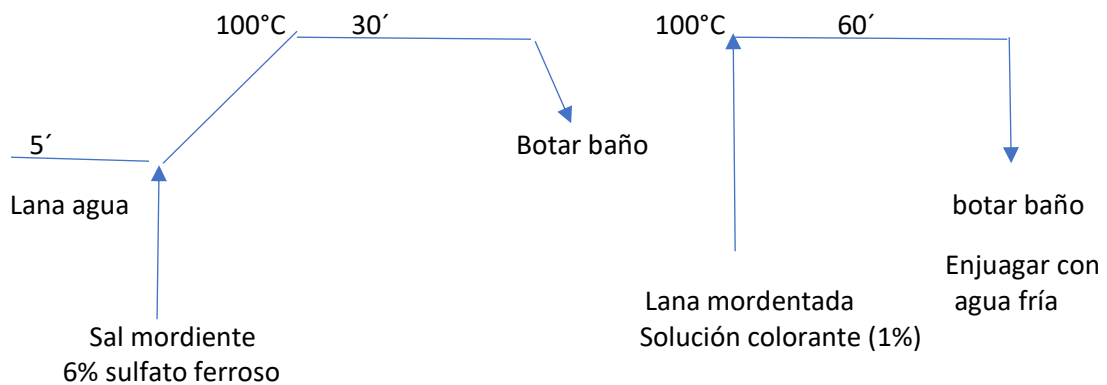 100°C
30´
5´
Lana agua
Sal mordiente
6% sulfato ferroso
Botar baño
100°C
60´
Lana mordentada
Solución colorante (1%)
botar baño
Enjuagar con
agua fría